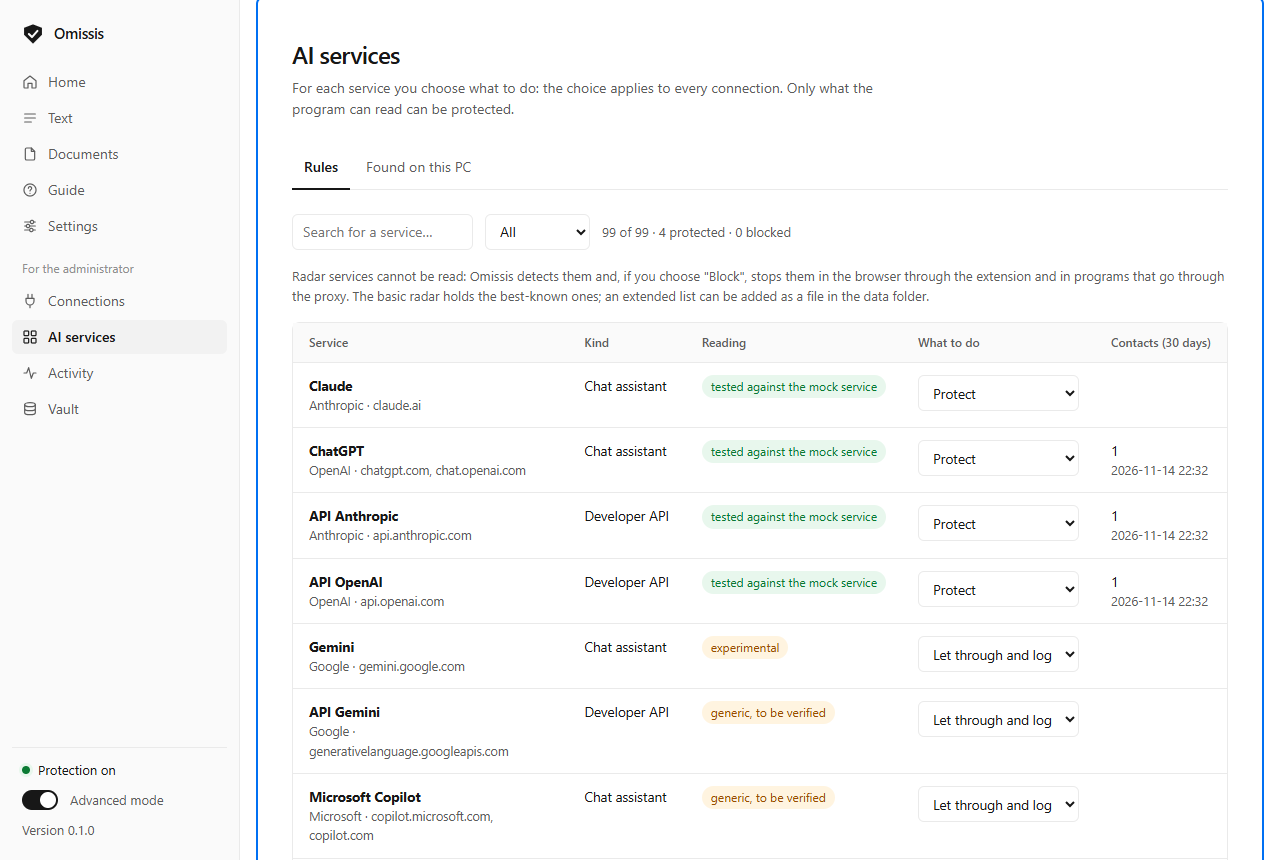 Omissis
Home
Text
Documents
Guide
Settings
For the administrator
Connections
AI services
Activity
Vault
Protection on
Advanced mode
Version 0.1.0
AI services
For each service you choose what to do: the choice applies to every connection. Only what the
program can read can be protected.
Rules Found on this PC
Search for a service... All 99 of 99 · 4 protected · 0 blocked
Radar services cannot be read: Omissis detects them and, if you choose "Block", stops them in the browser through the extension and in programs that go through
the proxy. The basic radar holds the best-known ones; an extended list can be added as a file in the data folder.
Service Kind Reading What to do Contacts (30 days)
Claude Chat assistant tested against the mock service Protect
Anthropic · claude.ai
ChatGPT Chat assistant tested against the mock service Protect 1
OpenAI · chatgpt.com, chat.openai.com 2026-11-14 22:32
API Anthropic Developer API tested against the mock service Protect 1
Anthropic · api.anthropic.com 2026-11-14 22:32
API OpenAI Developer API tested against the mock service Protect 1
OpenAI · api.openai.com 2026-11-14 22:32
Gemini Chat assistant experimental Let through and log
Google · gemini.google.com
API Gemini Developer API generic, to be verified Let through and log
Google ·
generativelanguage.googleapis.com
Microsoft Copilot Chat assistant generic, to be verified Let through and log
Microsoft · copilot.microsoft.com,
copilot.com